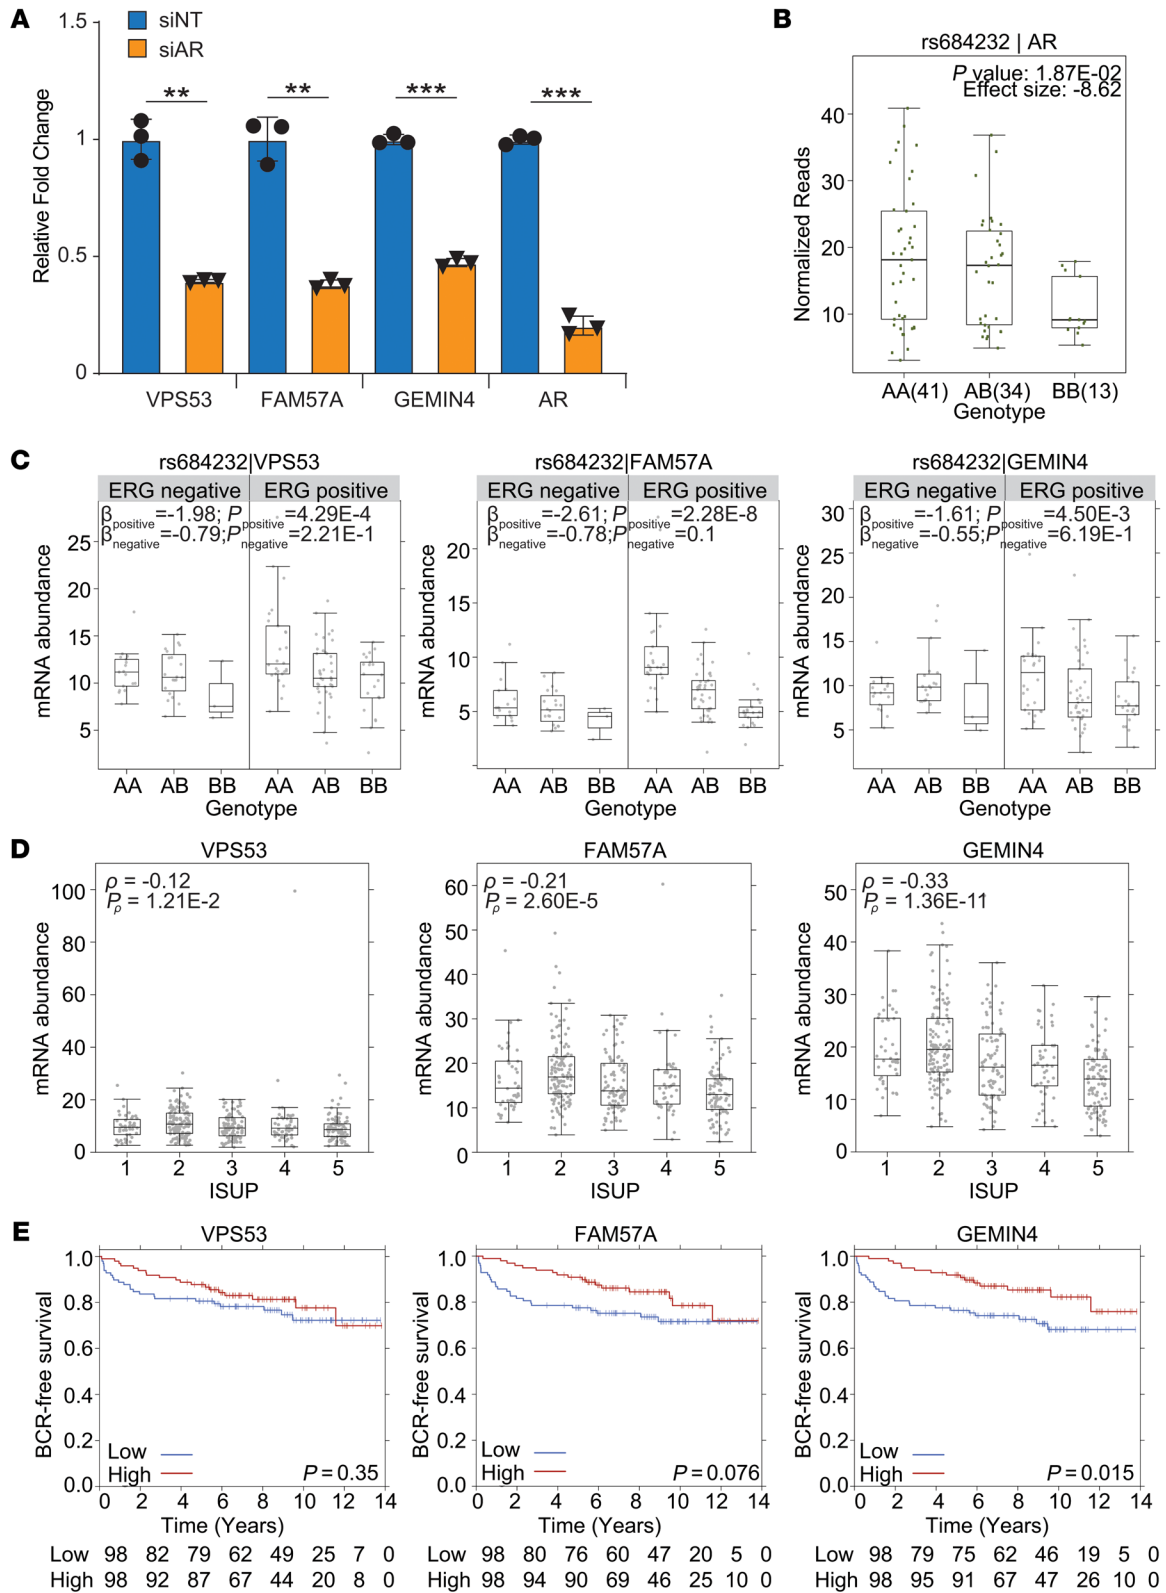 A
siNT
siAR
Relative Fold Change
1.5
1
0.5
0
** ** *** ***
VPS53 FAM57A GEMIN4 AR
B
rs684232 | AR
P value: 1.87E-02
Effect size: -8.62
Normalized Reads
40
30
20
10
AA(41) AB(34) BB(13)
Genotype
C
rs684232|VPS53
ERG negative ERG positive
βpositive=-1.98; Ppositive=4.29E-4
βnegative=-0.79;Pnegative=2.21E-1
mRNA abundance
25
20
15
10
5
AA AB BB AA AB BB
Genotype
rs684232|FAM57A
ERG negative ERG positive
βpositive=-2.61; Ppositive=2.28E-8
βnegative=-0.78;Pnegative=0.1
mRNA abundance
20
15
10
5
AA AB BB AA AB BB
Genotype
rs684232|GEMIN4
ERG negative ERG positive
βpositive=-1.61; Ppositive=4.50E-3
βnegative=-0.55;Pnegative=6.19E-1
mRNA abundance
30
25
20
15
10
5
AA AB BB AA AB BB
Genotype
D
VPS53
ρ = -0.12
Pρ = 1.21E-2
mRNA abundance
100
80
60
40
20
0
1 2 3 4 5
ISUP
FAM57A
ρ = -0.21
Pρ = 2.60E-5
mRNA abundance
60
50
40
30
20
10
0
1 2 3 4 5
ISUP
GEMIN4
ρ = -0.33
Pρ = 1.36E-11
mRNA abundance
50
40
30
20
10
0
1 2 3 4 5
ISUP
E
VPS53
BCR-free survival
1.0
0.8
0.6
0.4
0.2
0.0
Low
High
P = 0.35
0 2 4 6 8 10 12 14
Time (Years)
Low 98 82 79 62 49 25 7 0
High 98 92 87 67 44 20 8 0
FAM57A
BCR-free survival
1.0
0.8
0.6
0.4
0.2
0.0
Low
High
P = 0.076
0 2 4 6 8 10 12 14
Time (Years)
Low 98 80 76 60 47 20 5 0
High 98 94 90 69 46 25 10 0
GEMIN4
BCR-free survival
1.0
0.8
0.6
0.4
0.2
0.0
Low
High
P = 0.015
0 2 4 6 8 10 12 14
Time (Years)
Low 98 79 75 62 46 19 5 0
High 98 95 91 67 47 26 10 0